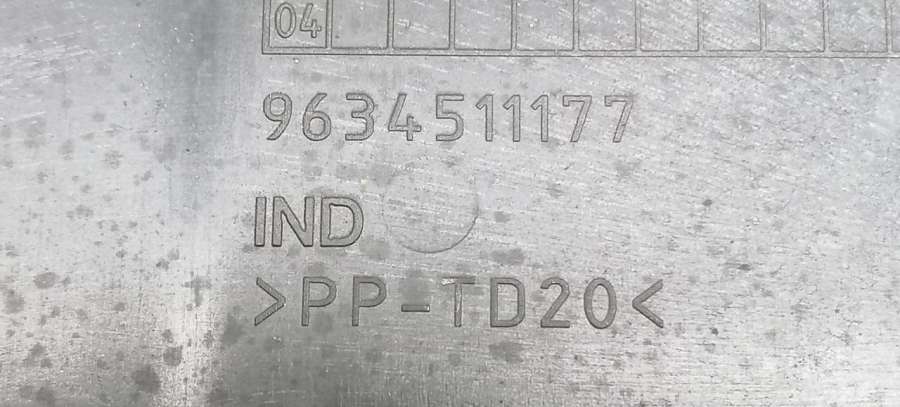 04
9634511177
IND
>PP-TD20<